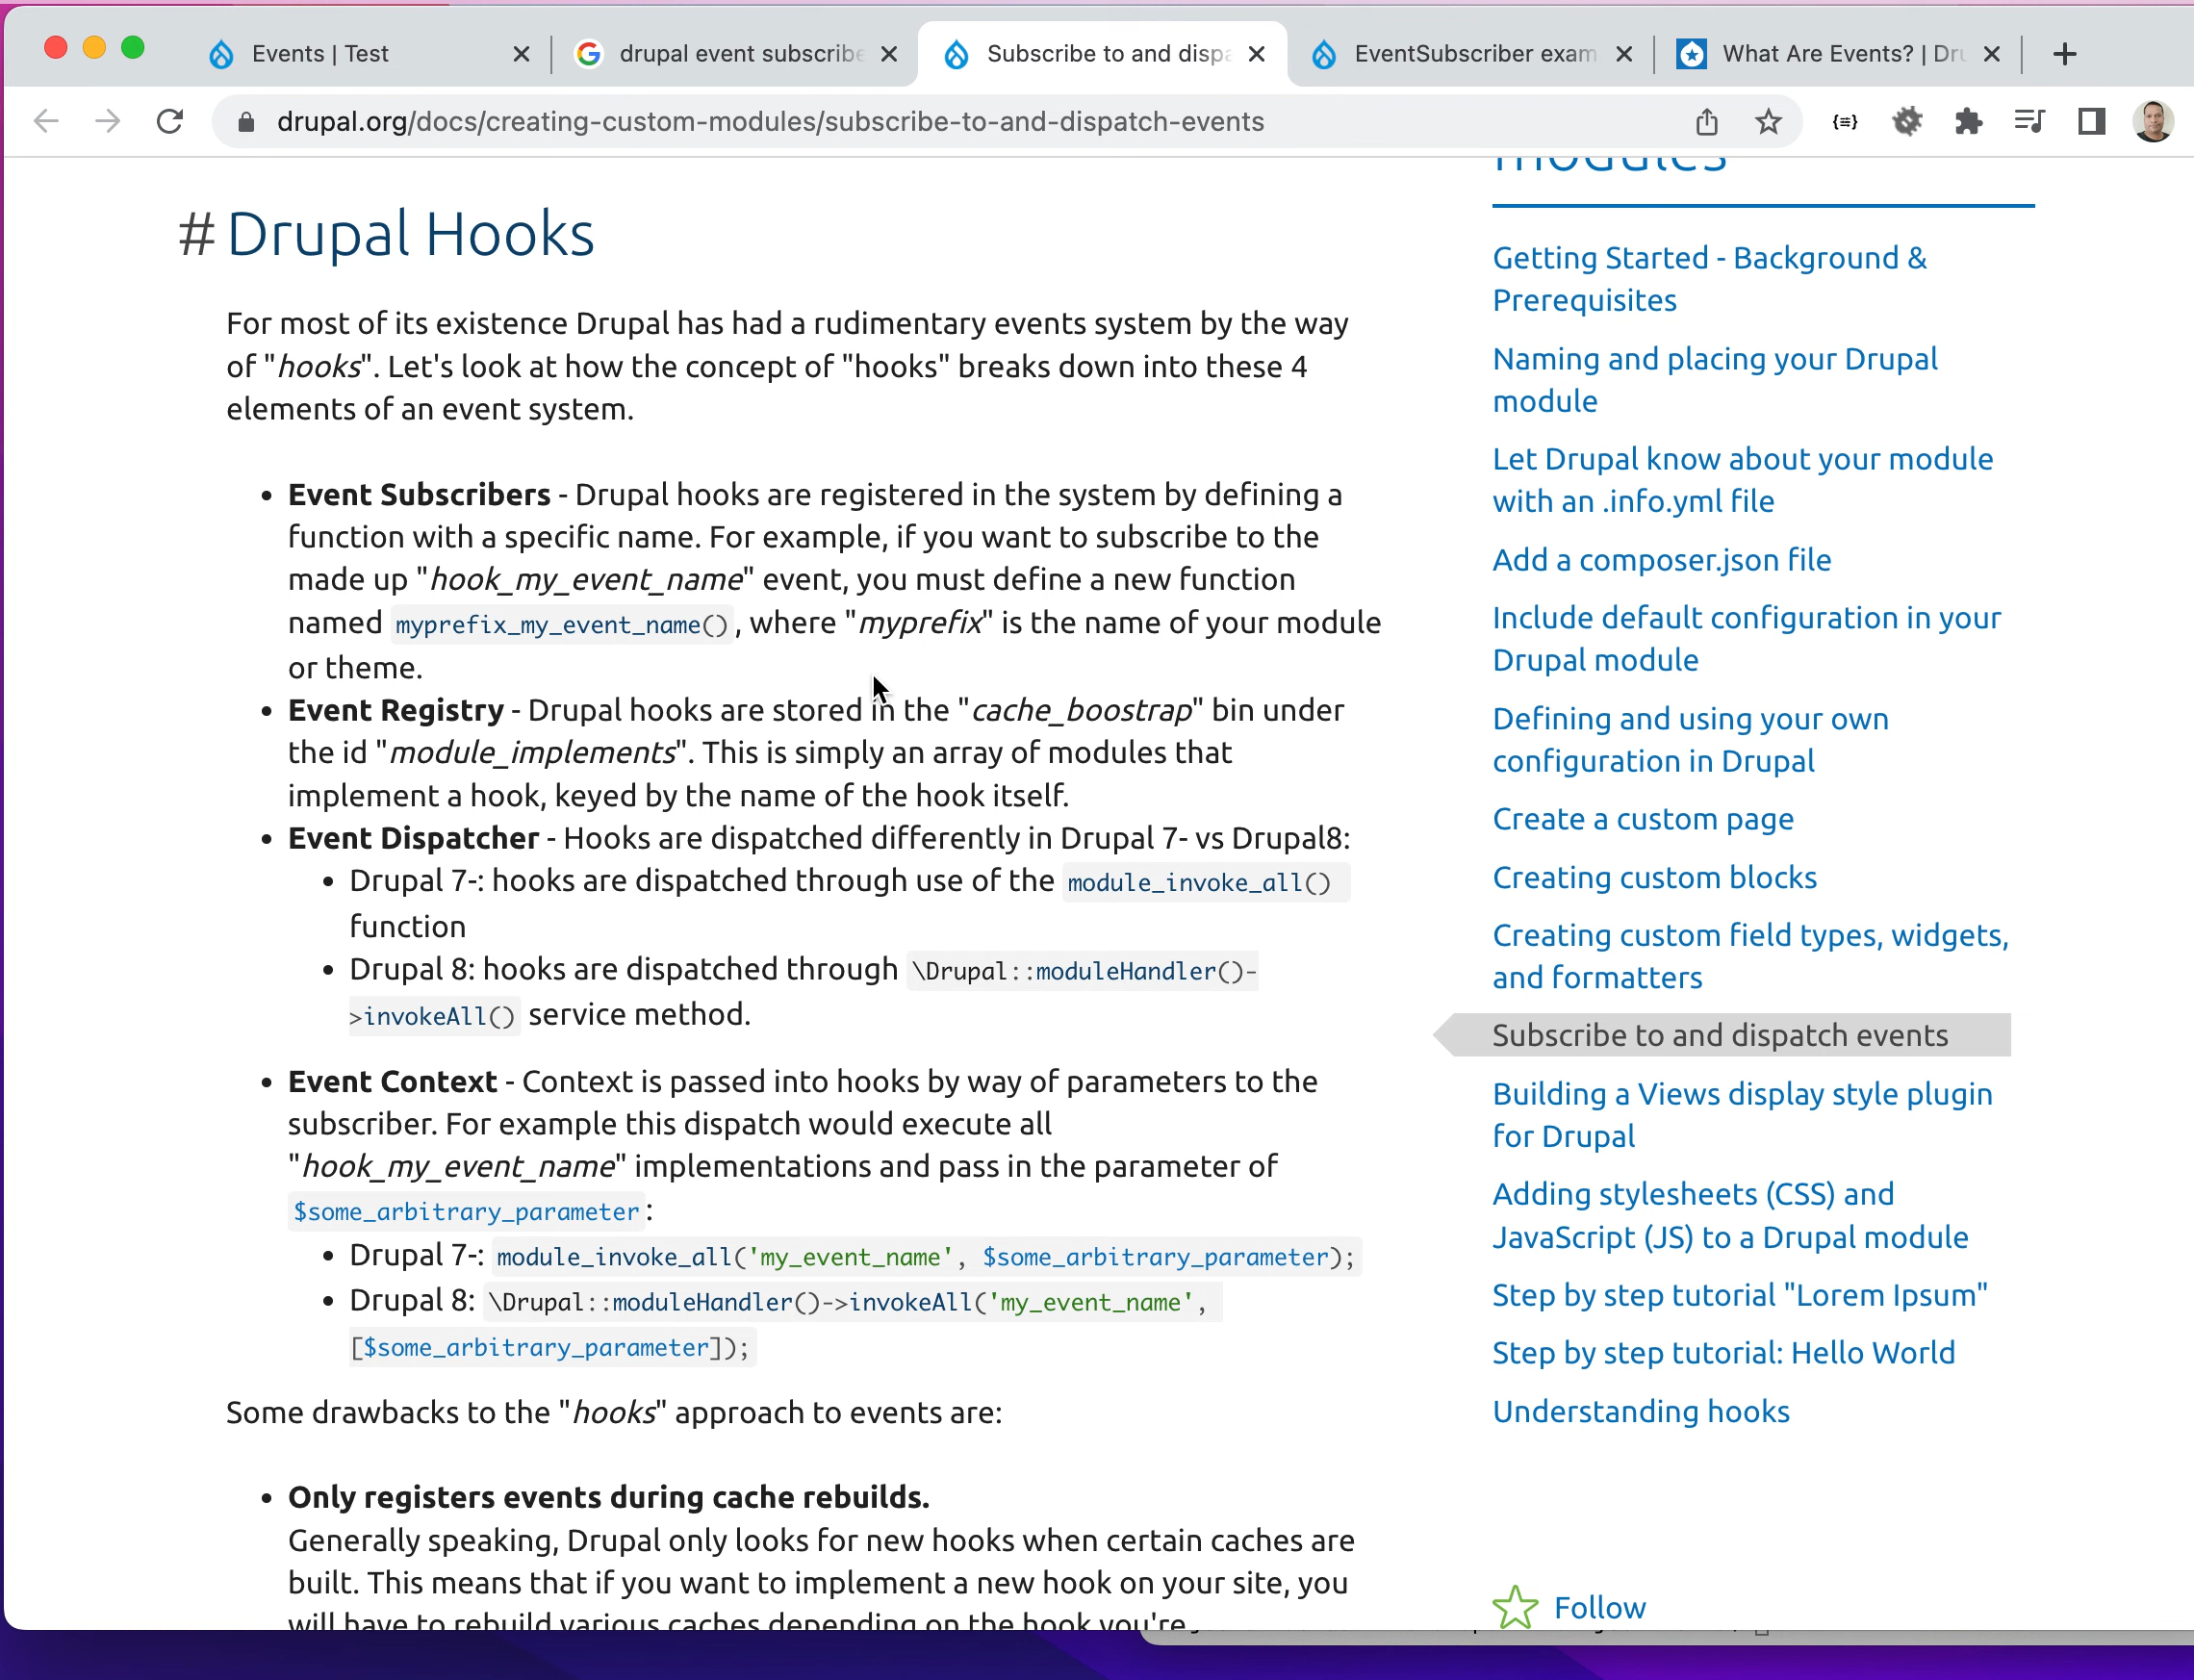 Events | Test
drupal event subscribe
Subscribe to and dispa
EventSubscriber exam
What Are Events? | Dru
drupal.org/docs/creating-custom-modules/subscribe-to-and-dispatch-events
modules
# Drupal Hooks
For most of its existence Drupal has had a rudimentary events system by the way
of "hooks". Let's look at how the concept of "hooks" breaks down into these 4
elements of an event system.
• Event Subscribers - Drupal hooks are registered in the system by defining a
function with a specific name. For example, if you want to subscribe to the
made up "hook_my_event_name" event, you must define a new function
named myprefix_my_event_name(), where "myprefix" is the name of your module
or theme.
• Event Registry - Drupal hooks are stored in the "cache_boostrap" bin under
the id "module_implements". This is simply an array of modules that
implement a hook, keyed by the name of the hook itself.
• Event Dispatcher - Hooks are dispatched differently in Drupal 7- vs Drupal8:
• Drupal 7-: hooks are dispatched through use of the module_invoke_all()
function
• Drupal 8: hooks are dispatched through \Drupal::moduleHandler()-
>invokeAll() service method.
• Event Context - Context is passed into hooks by way of parameters to the
subscriber. For example this dispatch would execute all
"hook_my_event_name" implementations and pass in the parameter of
$some_arbitrary_parameter:
• Drupal 7-: module_invoke_all('my_event_name', $some_arbitrary_parameter);
• Drupal 8: \Drupal::moduleHandler()->invokeAll('my_event_name',
[$some_arbitrary_parameter]);
Some drawbacks to the "hooks" approach to events are:
• Only registers events during cache rebuilds.
Generally speaking, Drupal only looks for new hooks when certain caches are
built. This means that if you want to implement a new hook on your site, you
will have to rebuild various caches depending on the hook you're
Getting Started - Background &
Prerequisites
Naming and placing your Drupal
module
Let Drupal know about your module
with an .info.yml file
Add a composer.json file
Include default configuration in your
Drupal module
Defining and using your own
configuration in Drupal
Create a custom page
Creating custom blocks
Creating custom field types, widgets,
and formatters
Subscribe to and dispatch events
Building a Views display style plugin
for Drupal
Adding stylesheets (CSS) and
JavaScript (JS) to a Drupal module
Step by step tutorial "Lorem Ipsum"
Step by step tutorial: Hello World
Understanding hooks
Follow